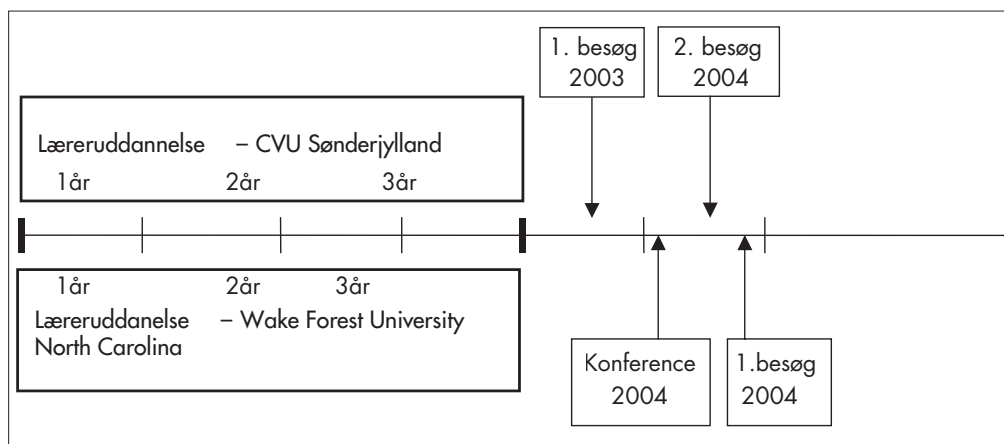 1. besøg
2003
2. besøg
2004
Læreruddannelse – CVU Sønderjylland
1år 2år 3år
1år 2år 3år
Læreruddanelse – Wake Forest University
North Carolina
Konference
2004
1.besøg
2004